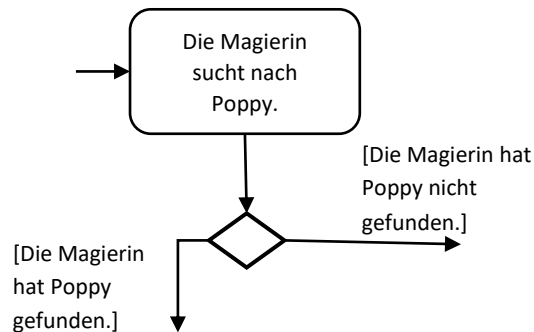 Die Magierin
sucht nach
Poppy.
[Die Magierin hat
Poppy nicht
gefunden.]
[Die Magierin
hat Poppy
gefunden.]